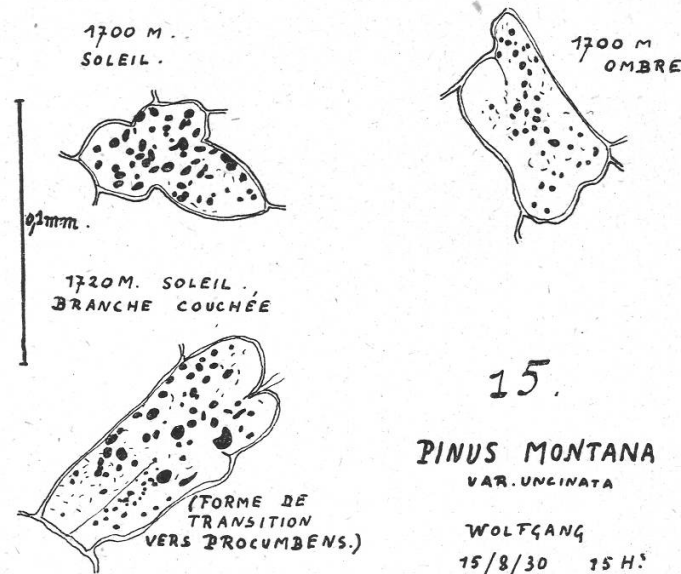 1700 M.
SOLEIL.
1700 M
OMBRE
0,1mm.
1720M. SOLEIL.
BRANCHE COUCHÉE
(FORME DE
TRANSITION
VERS PROCUMBENS.)
15.
PINUS MONTANA
VAR. UNCINATA
WOLFGANG
15/8/30 15 H.